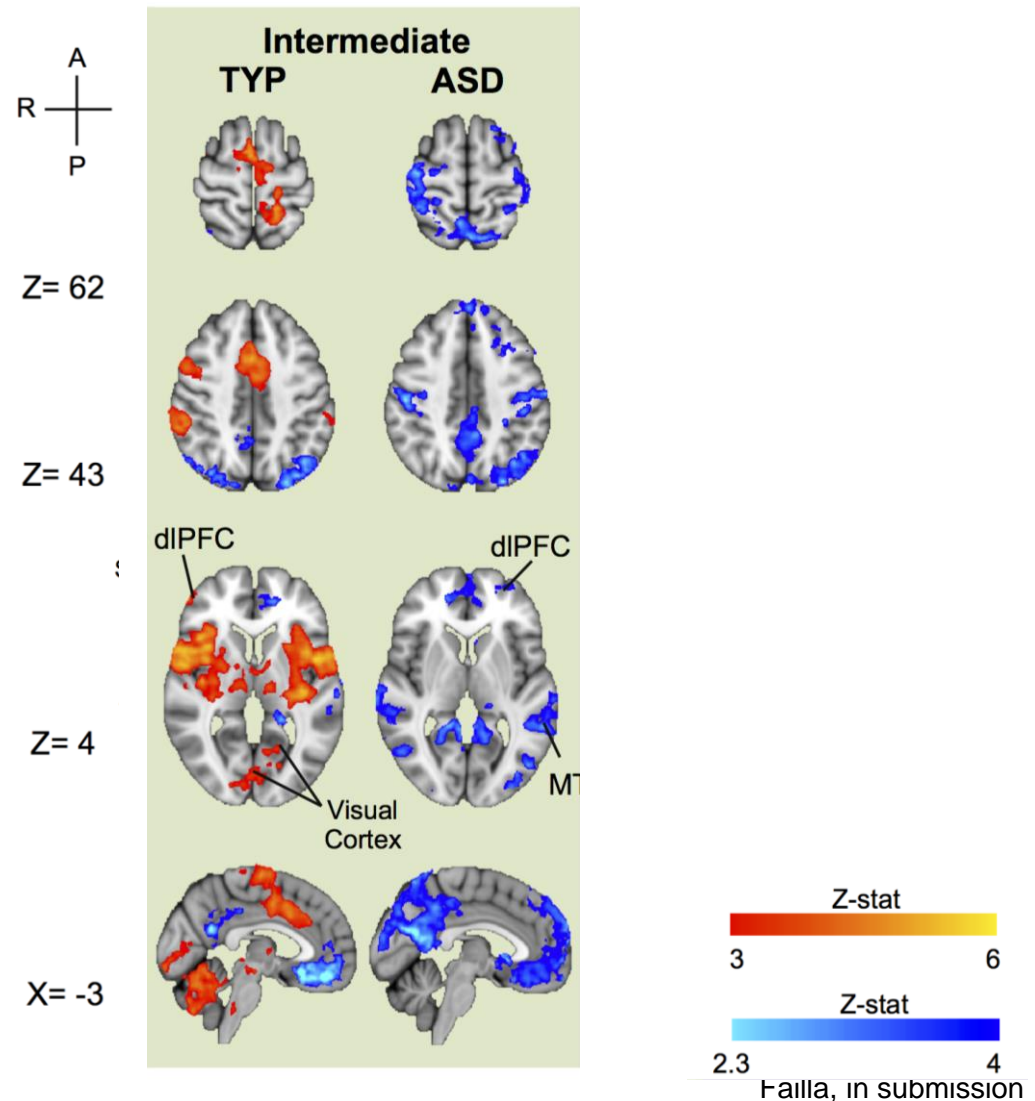 Intermediate
TYP ASD
A
R
P
Z= 62
Z= 43
dlPFC
dlPFC
Z= 4
MT
Visual
Cortex
X= -3
Z-stat
3 6
Z-stat
2.3 4
Failla, in submission